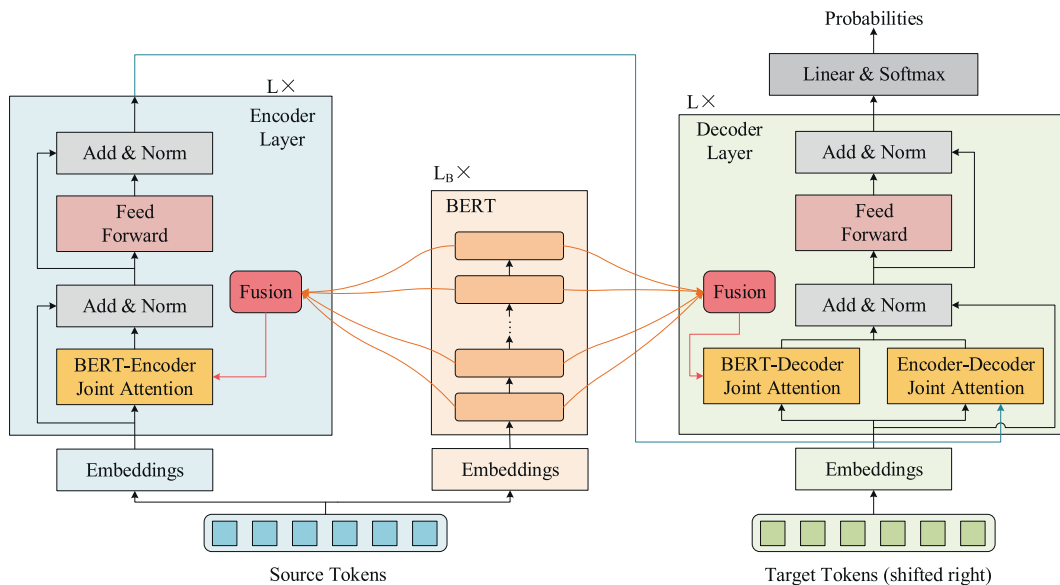 Probabilities
Linear & Softmax
L×
Encoder
Layer
Add & Norm
Feed
Forward
Add & Norm
BERT-Encoder
Joint Attention
Fusion
Embeddings
L_B×
BERT
Embeddings
L×
Decoder
Layer
Add & Norm
Feed
Forward
Fusion
Add & Norm
BERT-Decoder
Joint Attention
Encoder-Decoder
Joint Attention
Embeddings
Source Tokens
Target Tokens (shifted right)